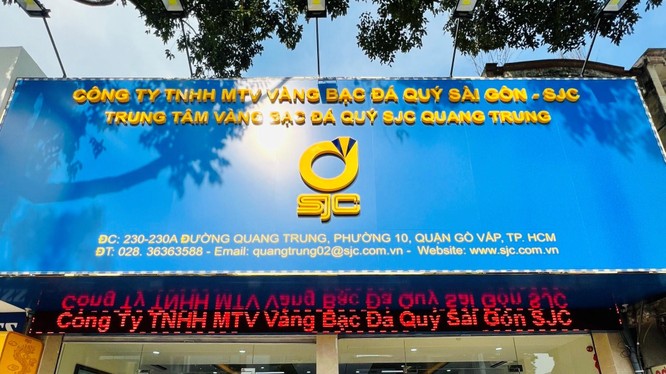 CÔNG TY TNHH MTV VÀNG BẠC ĐÁ QUÝ SÀI GÒN - SJC
TRUNG TÂM VÀNG BẠC ĐÁ QUÝ SJC QUANG TRUNG
SJC
ĐC: 230-230A ĐƯỜNG QUANG TRUNG, PHƯỜNG 10, QUẬN GÒ VẤP, TP. HCM
ĐT: 028. 36363588 - Email: quangtrung02@sjc.com.vn - Website: www.sjc.com.vn
Công Ty TNHH MTV Vàng Bạc Đá Quý Sài Gòn SJC